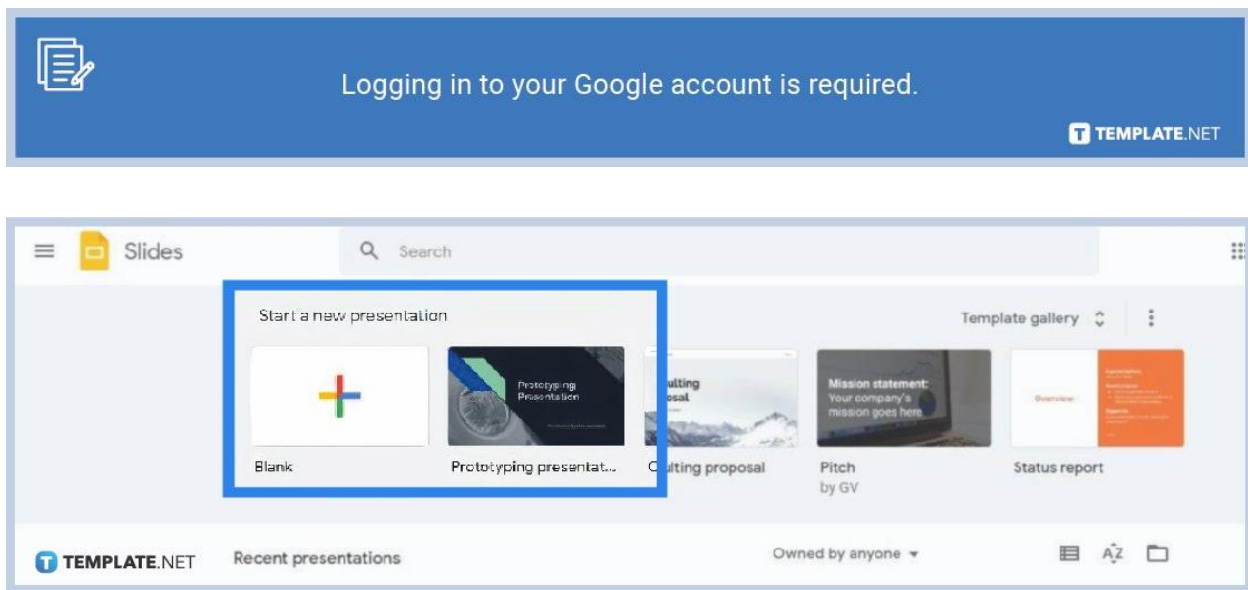 Logging in to your Google account is required.
TEMPLATE.NET
Slides
Search
Start a new presentation
Template gallery
Prototyping
Presentation
Mission statement:
Your company's
mission goes here
Overview
Blank
Prototyping presentat...
ulting proposal
Pitch
by GV
Status report
TEMPLATE.NET
Recent presentations
Owned by anyone
AZ